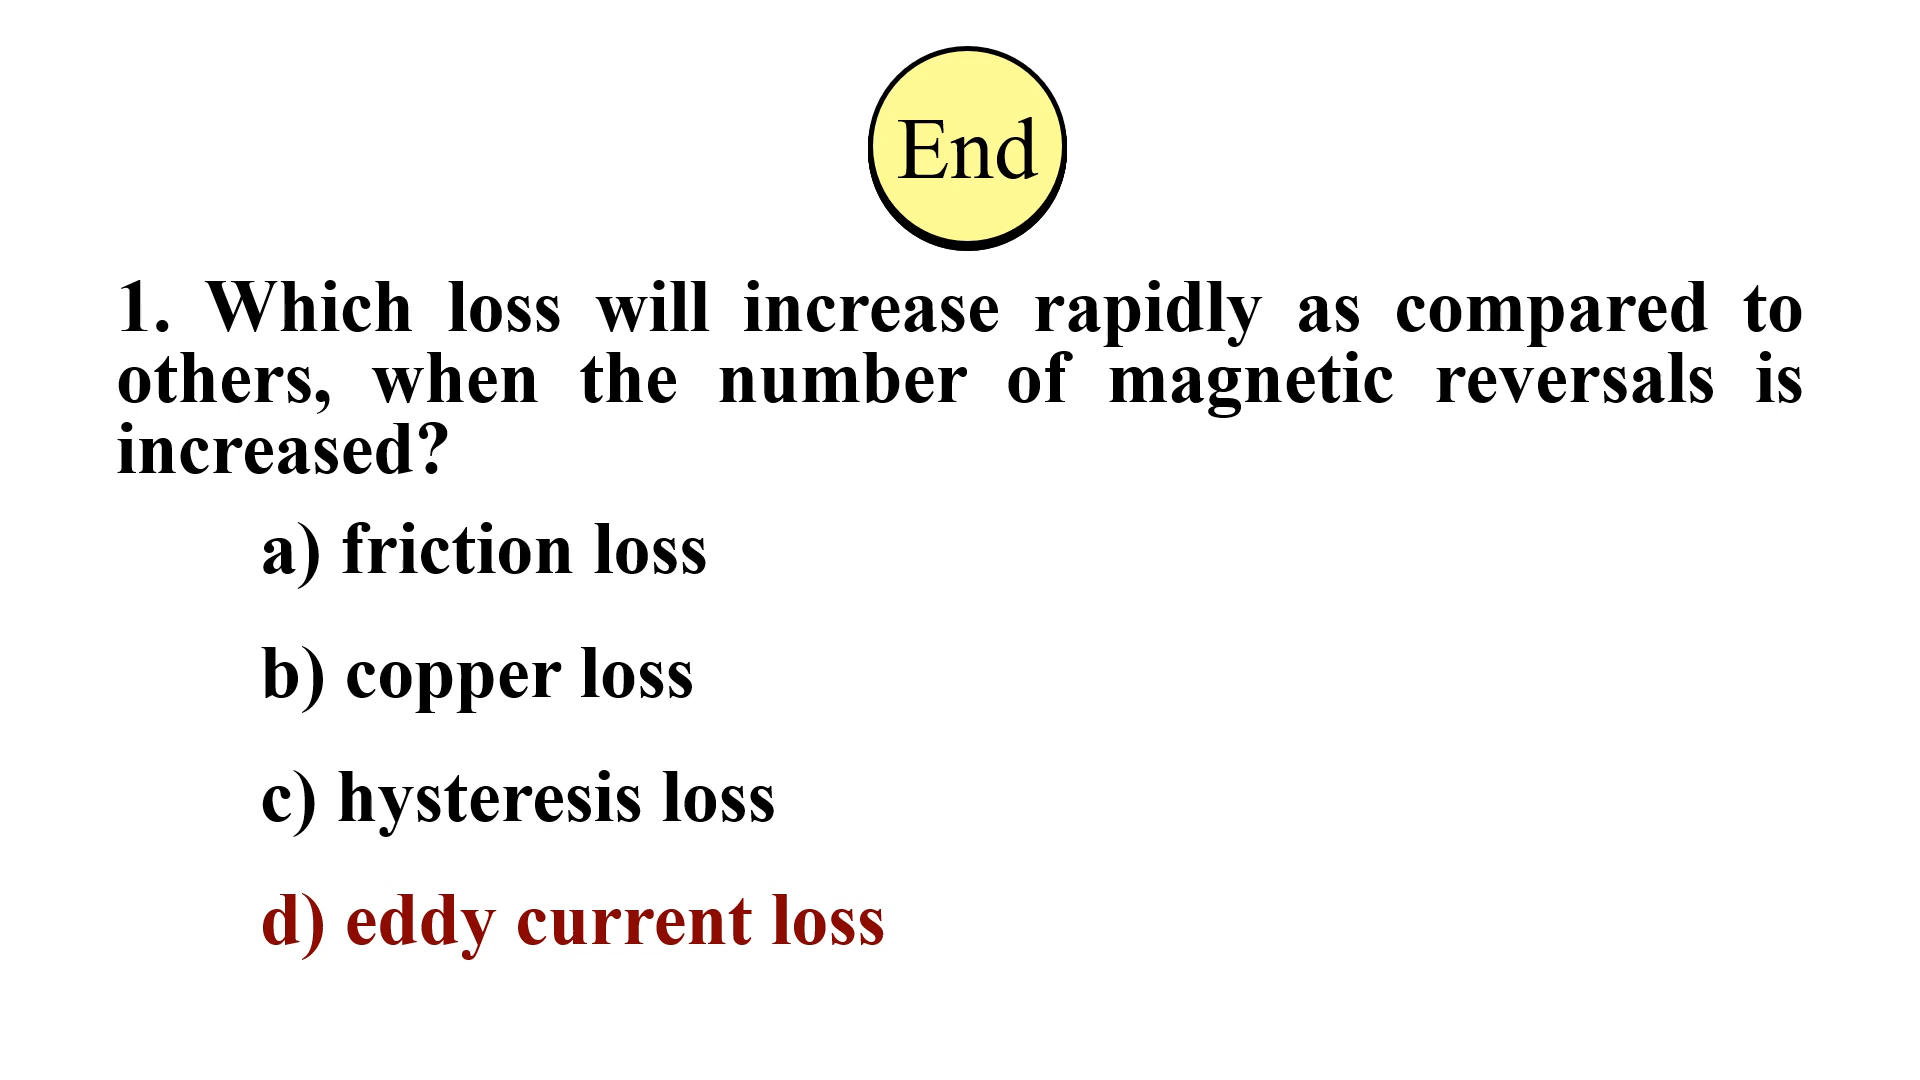 End
1. Which loss will increase rapidly as compared to
others, when the number of magnetic reversals is
increased?
a) friction loss
b) copper loss
c) hysteresis loss
d) eddy current loss